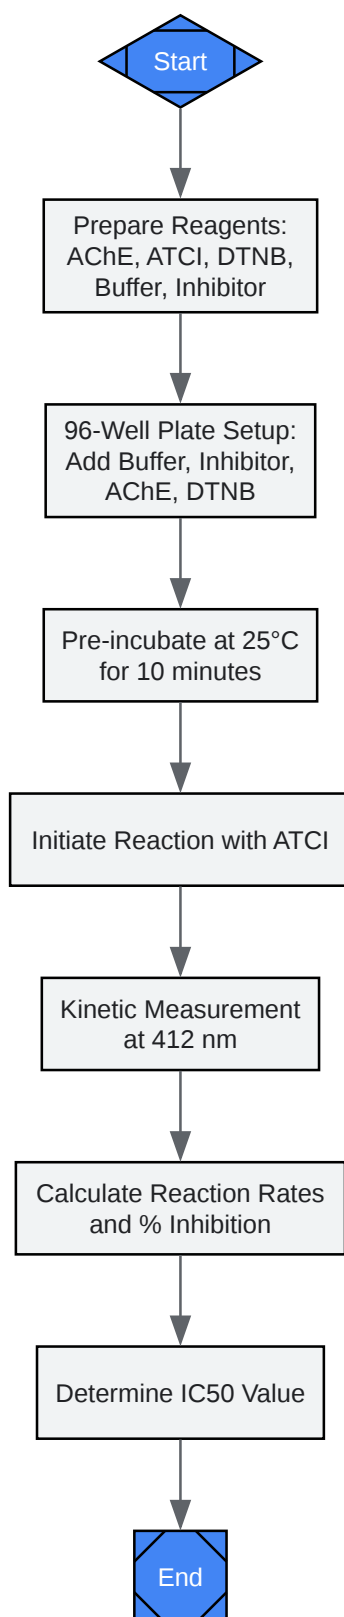 Start
Prepare Reagents:
AChE, ATCI, DTNB,
Buffer, Inhibitor
96-Well Plate Setup:
Add Buffer, Inhibitor,
AChE, DTNB
Pre-incubate at 25°C
for 10 minutes
Initiate Reaction with ATCI
Kinetic Measurement
at 412 nm
Calculate Reaction Rates
and % Inhibition
Determine IC50 Value
End